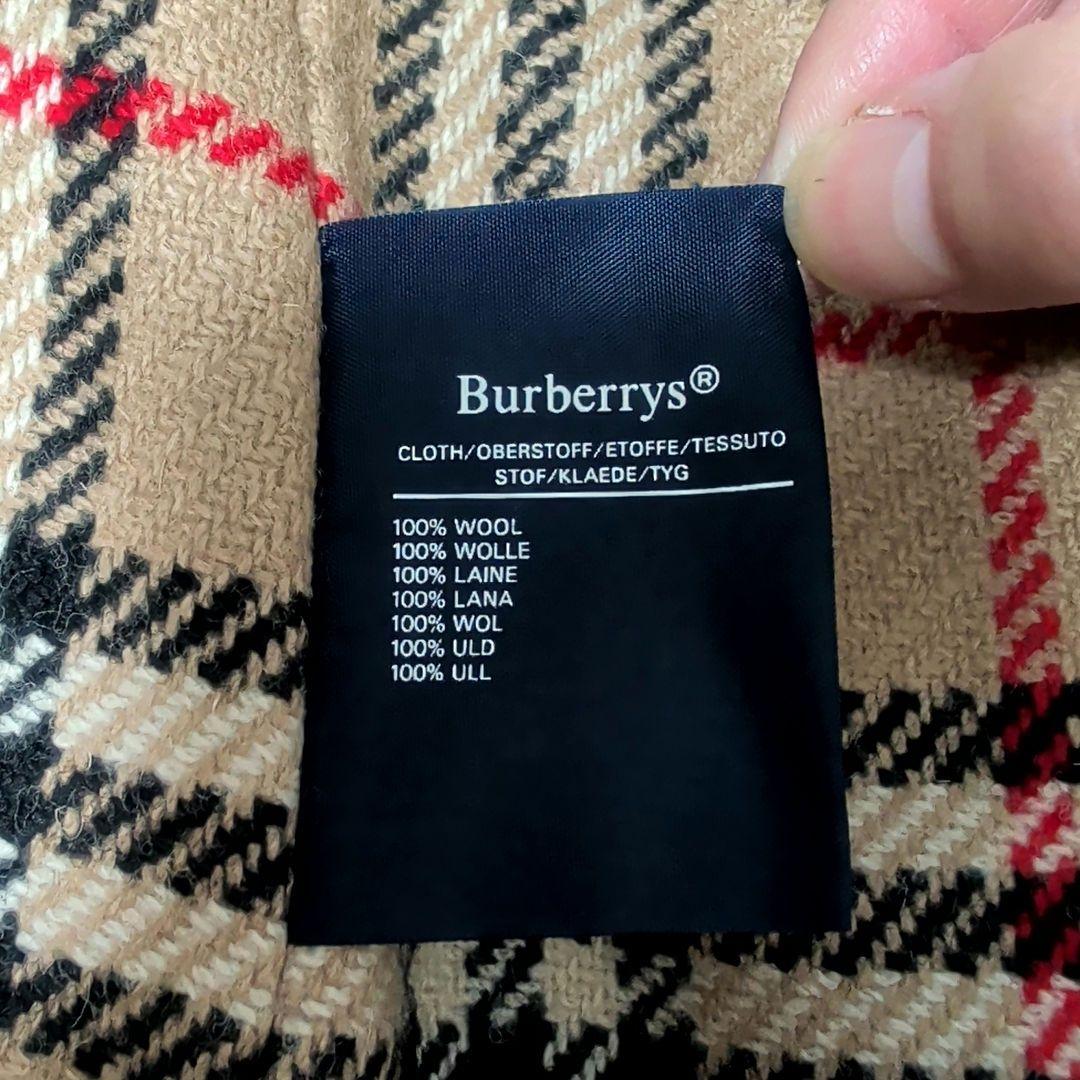 Burberrys®
CLOTH/OBERSTOFF/ETOFFE/TESSUTO
STOF/KLAEDE/TYG
100% WOOL
100% WOLLE
100% LAINE
100% LANA
100% WOL
100% ULD
100% ULL